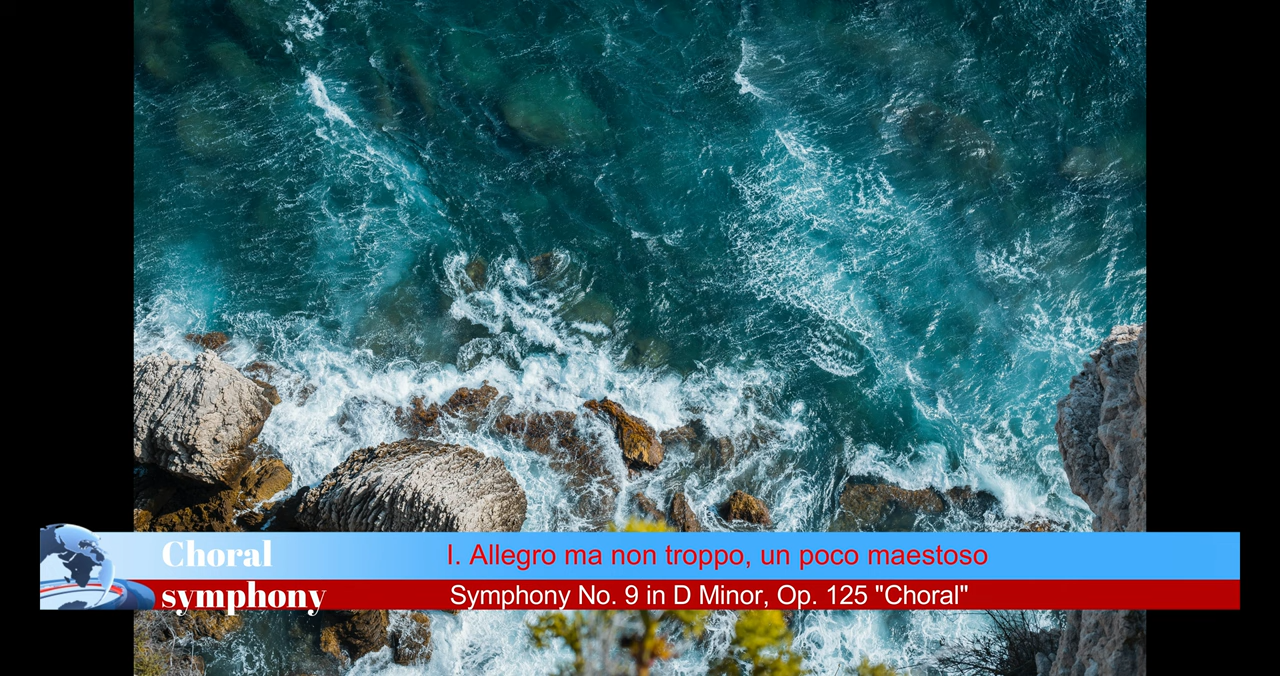 Choral
symphony
I. Allegro ma non troppo, un poco maestoso
Symphony No. 9 in D Minor, Op. 125 "Choral"